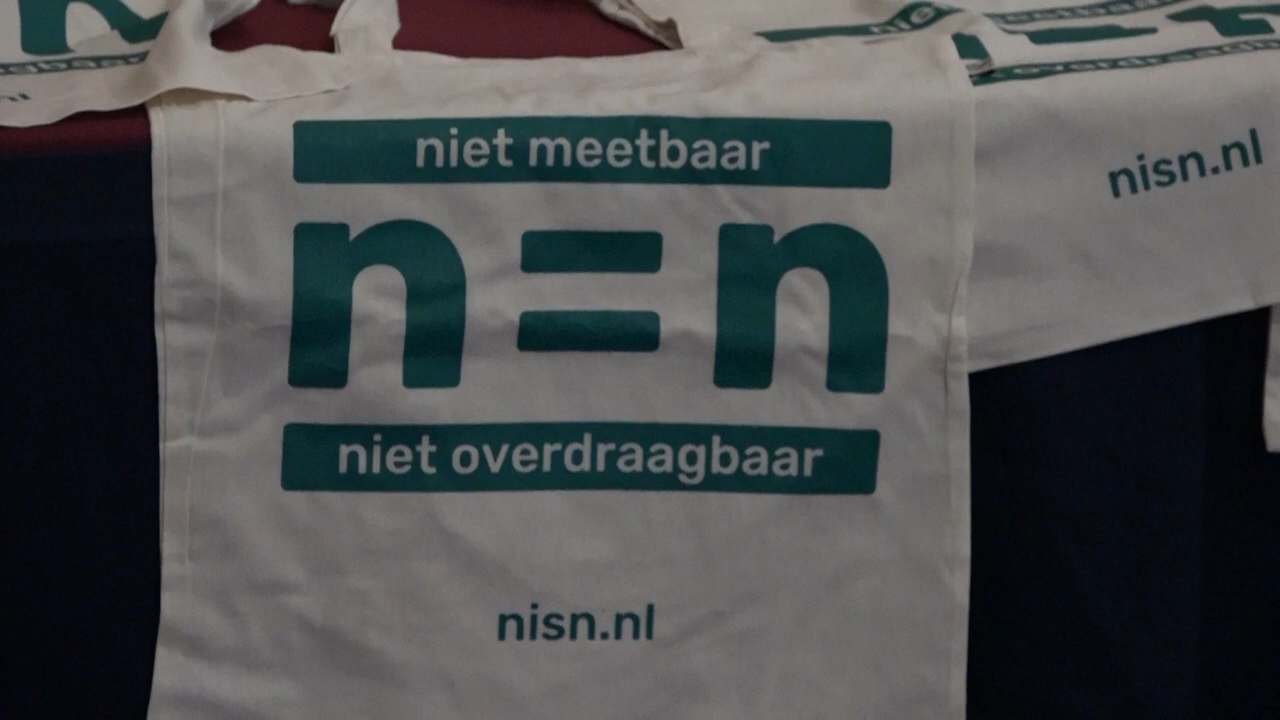 niet meetbaar
n=n
niet overdraagbaar
nisn.nl
nisn.nl